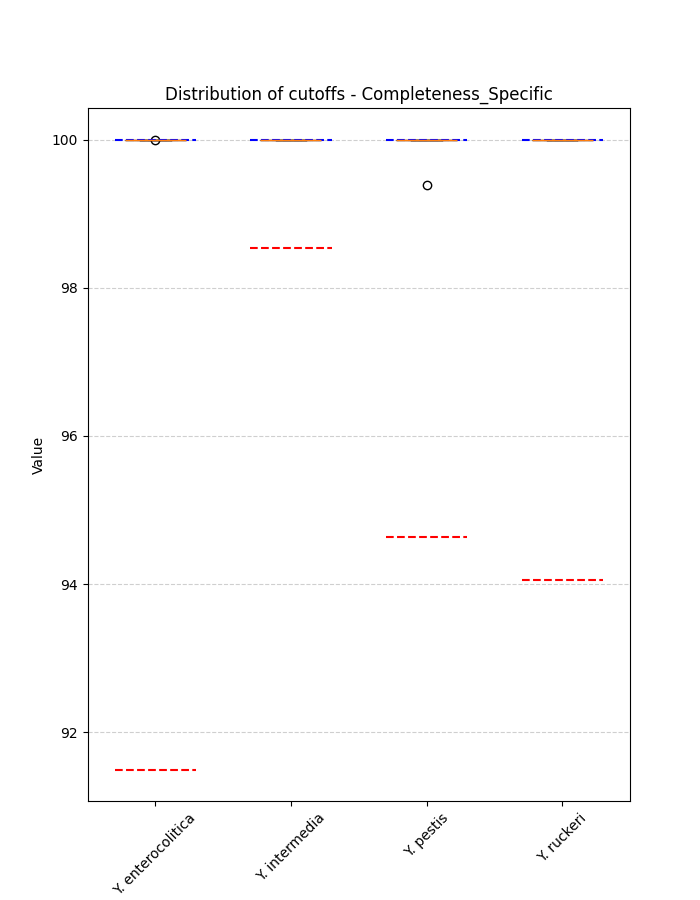 Distribution of cutoffs - Completeness_Specific
100
98
96
94
92
Value
Y. enterocolitica
Y. intermedia
Y. pestis
Y. ruckeri